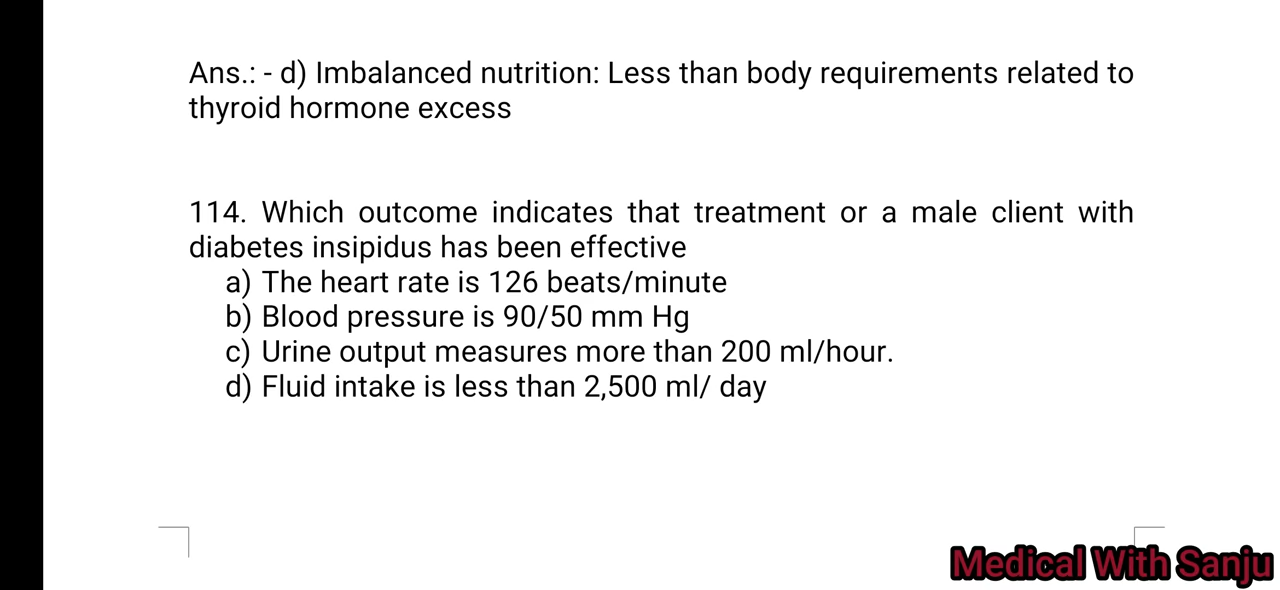 Ans.: - d) Imbalanced nutrition: Less than body requirements related to
thyroid hormone excess
114. Which outcome indicates that treatment or a male client with
diabetes insipidus has been effective
a) The heart rate is 126 beats/minute
b) Blood pressure is 90/50 mm Hg
c) Urine output measures more than 200 ml/hour.
d) Fluid intake is less than 2,500 ml/ day
Medical With Sanju